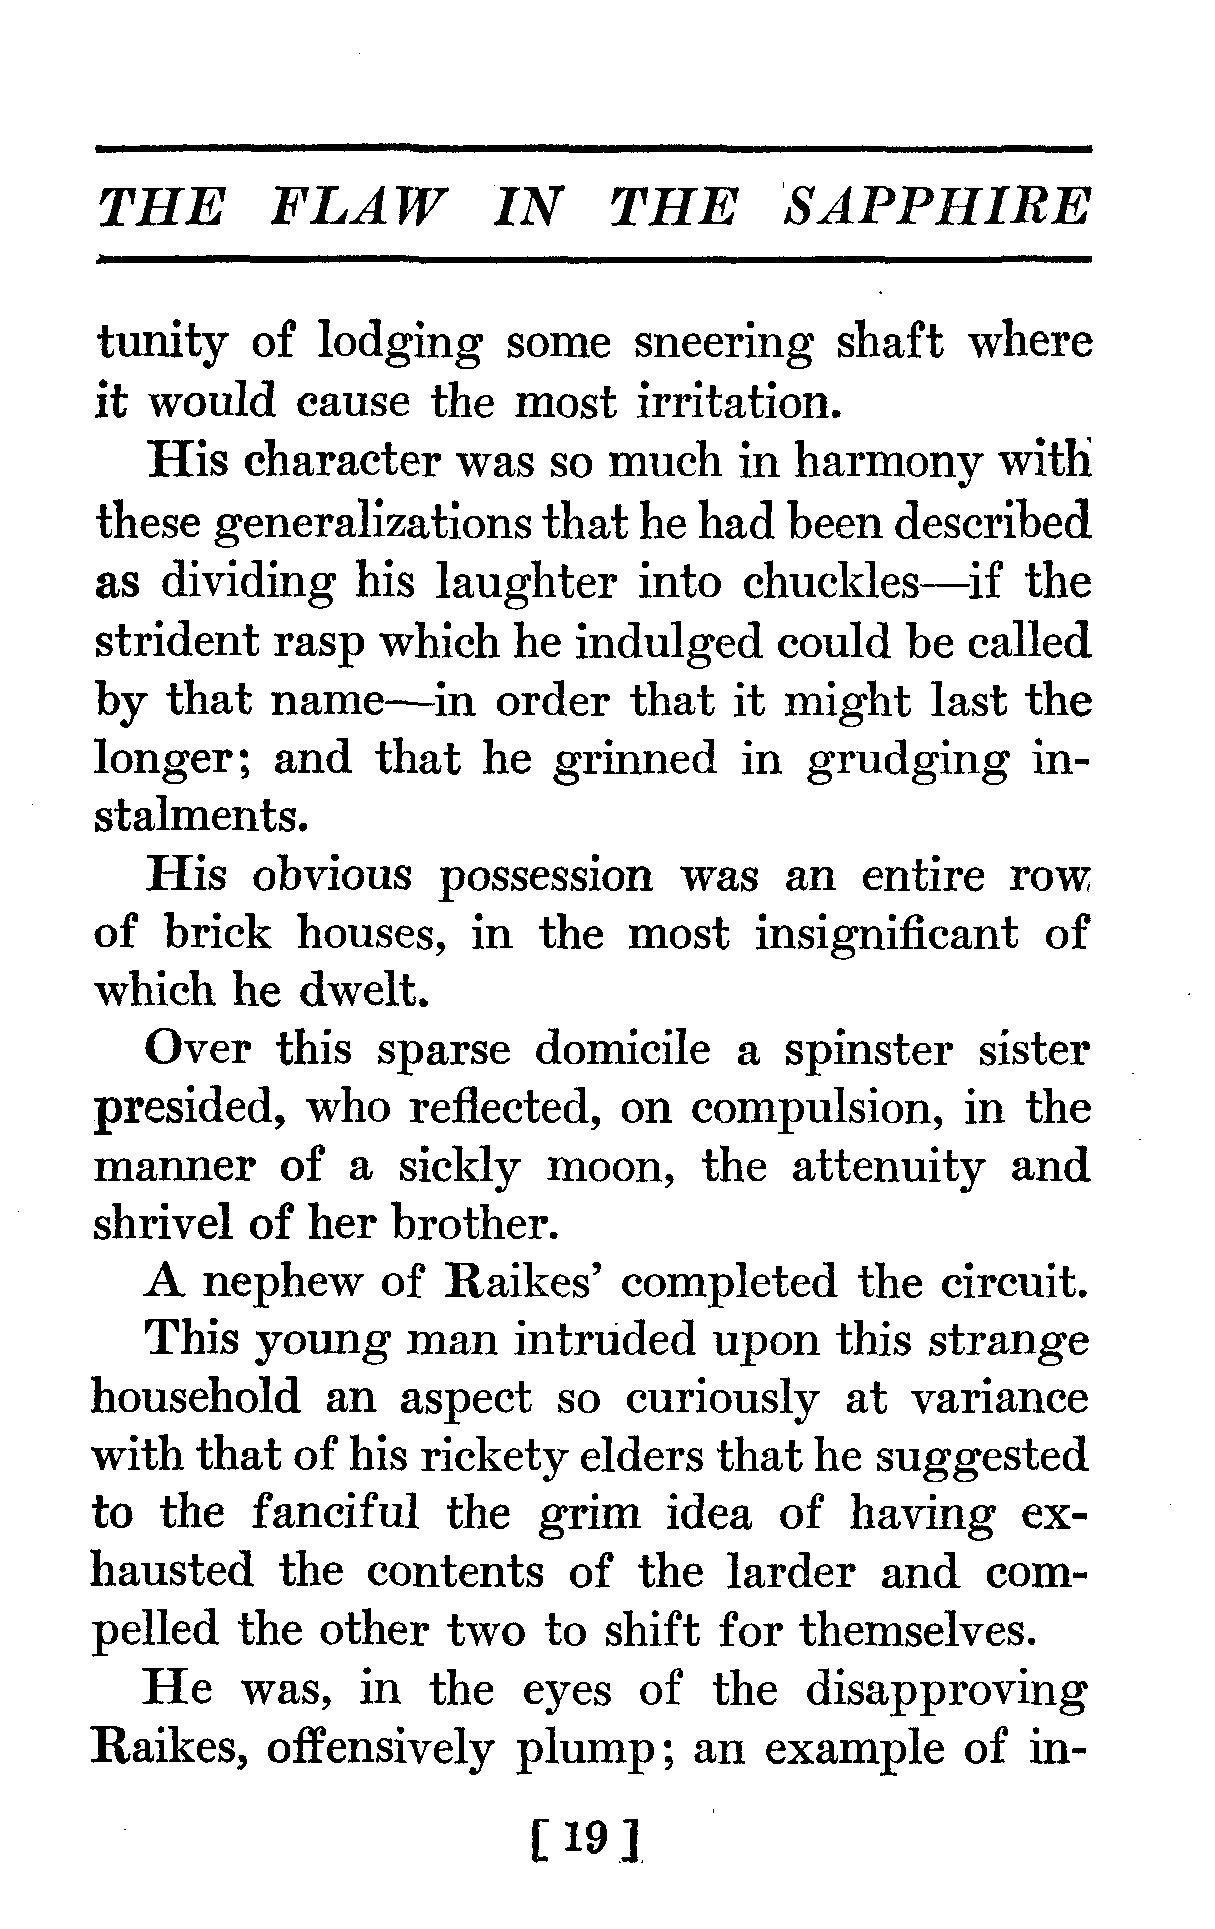 THE FLAW IN THE SAPPHIRE
tunity of lodging some sneering shaft where
it would cause the most irritation.
His character was so much in harmony with
these generalizations that he had been described
as dividing his laughter into chuckles—if the
strident rasp which he indulged could be called
by that name—in order that it might last the
longer; and that he grinned in grudging in-
stalments.
His obvious possession was an entire row
of brick houses, in the most insignificant of
which he dwelt.
Over this sparse domicile a spinster sister
presided, who reflected, on compulsion, in the
manner of a sickly moon, the attenuity and
shrivel of her brother.
A nephew of Raikes’ completed the circuit.
This young man intruded upon this strange
household an aspect so curiously at variance
with that of his rickety elders that he suggested
to the fanciful the grim idea of having ex-
hausted the contents of the larder and com-
pelled the other two to shift for themselves.
He was, in the eyes of the disapproving
Raikes, offensively plump; an example of in-
[ 19 ]